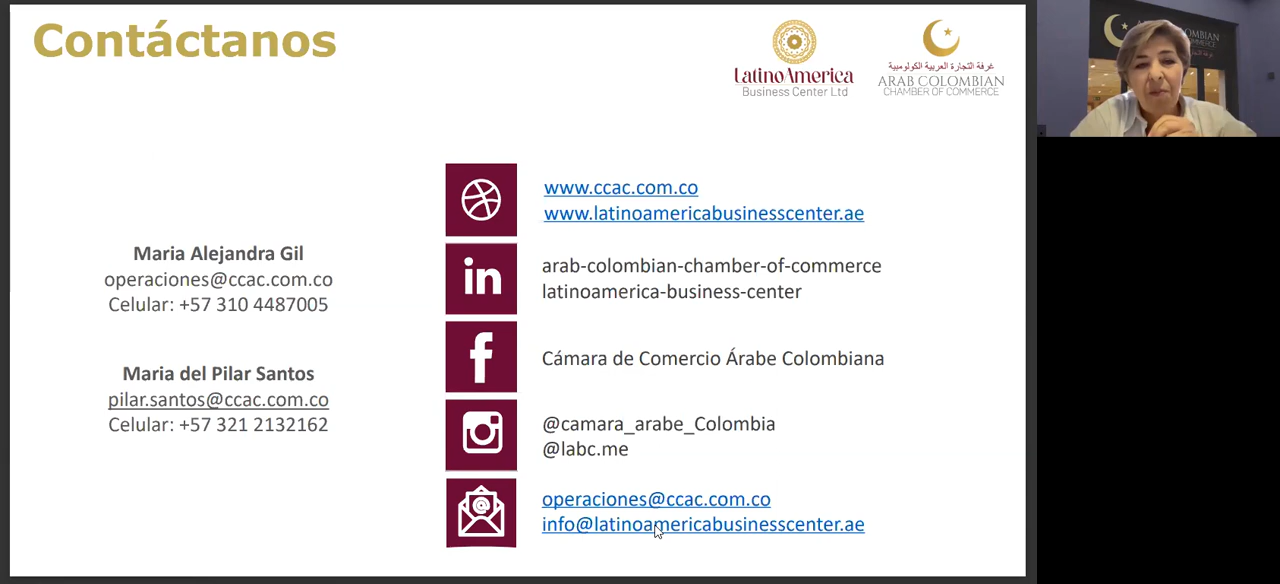 Contáctanos
LatinoAmerica
Business Center Ltd
غرفة التجارة العربية الكولومبية
ARAB COLOMBIAN
CHAMBER OF COMMERCE
Maria Alejandra Gil
operaciones@ccac.com.co
Celular: +57 310 4487005
Maria del Pilar Santos
pilar.santos@ccac.com.co
Celular: +57 321 2132162
www.ccac.com.co
www.latinoamericabusinesscenter.ae
in
arab-colombian-chamber-of-commerce
latinoamerica-business-center
f
Cámara de Comercio Árabe Colombiana
@camara_arabe_Colombia
@labc.me
@
operaciones@ccac.com.co
info@latinoamericabusinesscenter.ae